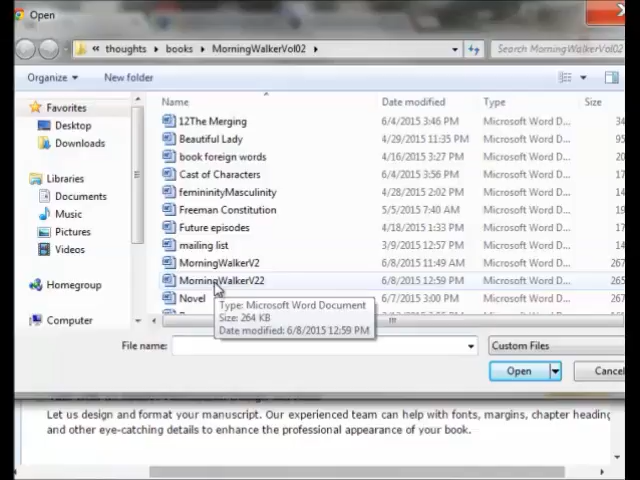 Open
« thoughts ▸ books ▸ MorningWalkerVol02 ▸
Search MorningWalkerVol02
Organize ▾ New folder
Favorites
Desktop
Downloads
Libraries
Documents
Music
Pictures
Videos
Homegroup
Computer
Name Date modified Type Size
12The Merging 6/4/2015 3:46 PM Microsoft Word D... 34
Beautiful Lady 4/29/2015 11:35 PM Microsoft Word D...
book foreign words 4/16/2015 3:27 PM Microsoft Word D...
Cast of Characters 6/4/2015 3:56 PM Microsoft Word D...
femininityMasculinity 4/28/2015 2:02 PM Microsoft Word D...
Freeman Constitution 5/5/2015 7:40 AM Microsoft Word D...
Future episodes 4/18/2015 1:33 PM Microsoft Word D...
mailing list 3/9/2015 12:57 PM Microsoft Word D...
MorningWalkerV2 6/8/2015 11:49 AM Microsoft Word D... 265
MorningWalkerV22 6/8/2015 12:59 PM Microsoft Word D... 265
Novel 6/7/2015 3:00 PM Microsoft Word D...
Type: Microsoft Word Document
Size: 264 KB
Date modified: 6/8/2015 12:59 PM
File name:
Custom Files
Open
Cancel
Let us design and format your manuscript. Our experienced team can help with fonts, margins, chapter heading
and other eye-catching details to enhance the professional appearance of your book.